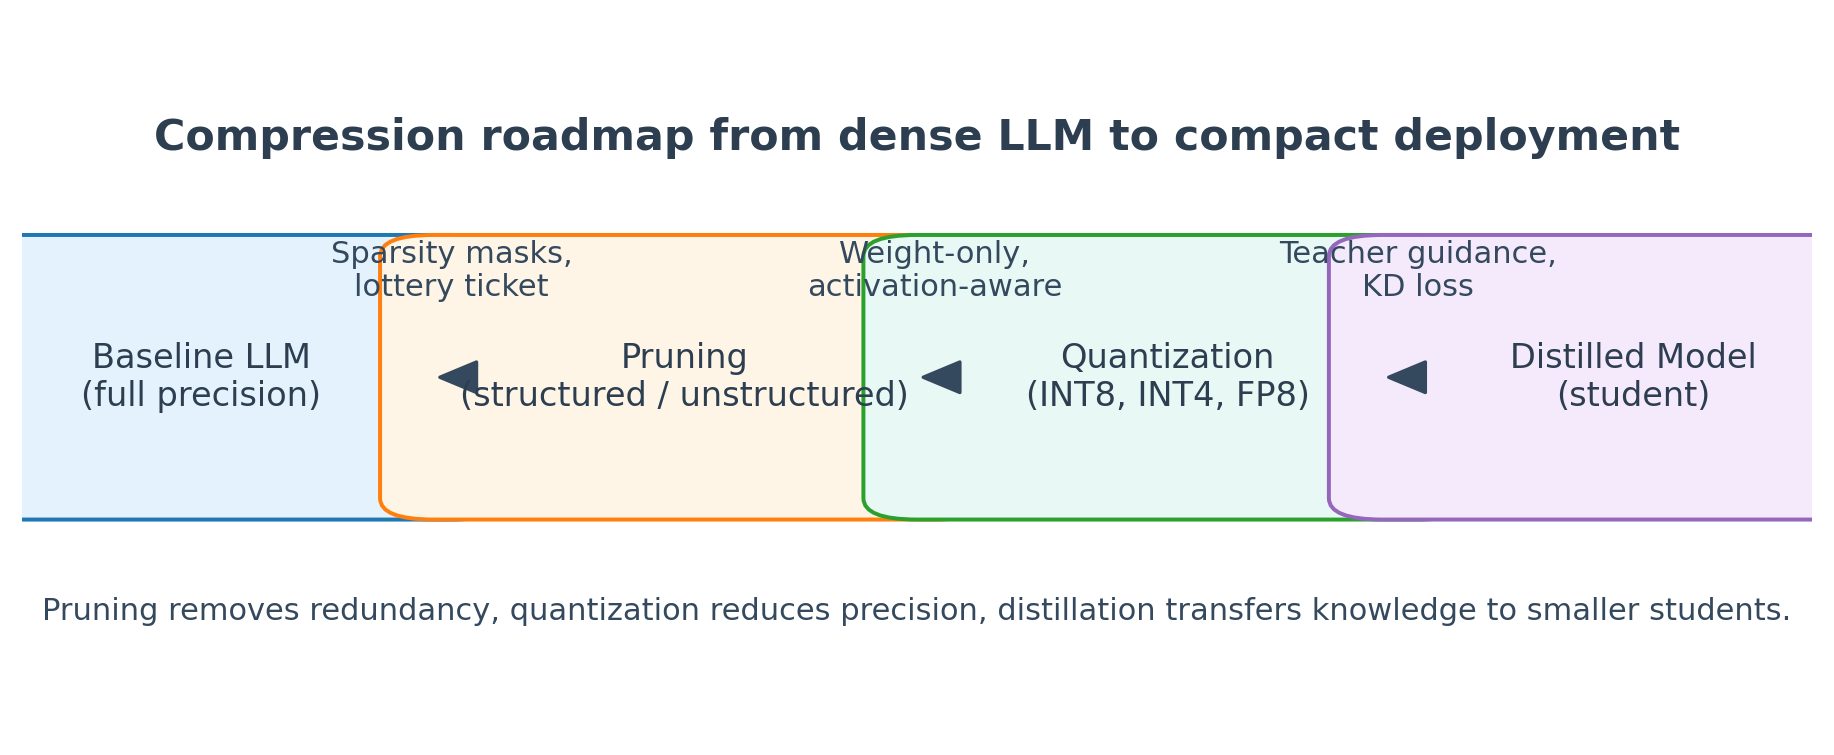 Compression roadmap from dense LLM to compact deployment
Sparsity masks,
lottery ticket
Weight-only,
activation-aware
Teacher guidance,
KD loss
Baseline LLM
(full precision)
Pruning
(structured / unstructured)
Quantization
(INT8, INT4, FP8)
Distilled Model
(student)
Pruning removes redundancy, quantization reduces precision, distillation transfers knowledge to smaller students.